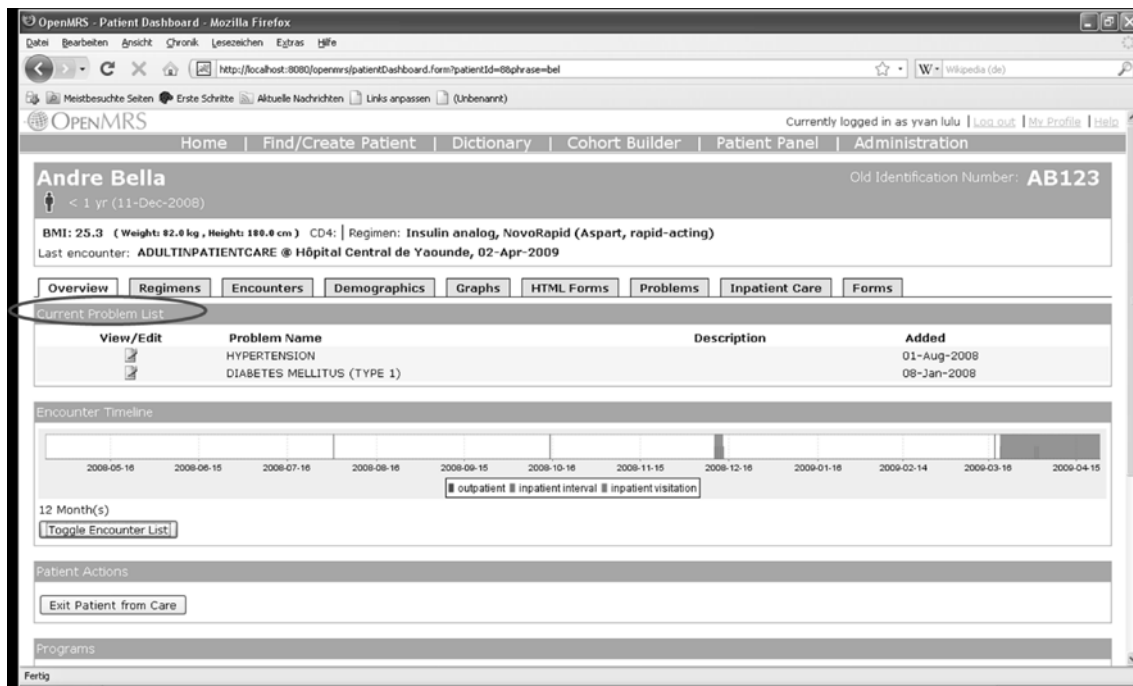 OpenMRS - Patient Dashboard - Mozilla Firefox
Datei Bearbeiten Ansicht Chronik Lesezeichen Extras Hilfe
http://localhost:8080/openmrs/patientDashboard.form?patientId=8&phrase=bel W Wikipedia (de)
Meistbesuchte Seiten Erste Schritte Aktuelle Nachrichten Links anpassen (Unbenannt)
OPENMRS Currently logged in as yvan lulu | Log out | My Profile | Help
Home | Find/Create Patient | Dictionary | Cohort Builder | Patient Panel | Administration
Andre Bella Old Identification Number: AB123
< 1 yr (11-Dec-2008)
BMI: 25.3 ( Weight: 82.0 kg , Height: 180.0 cm ) CD4: | Regimen: Insulin analog, NovoRapid (Aspart, rapid-acting)
Last encounter: ADULTINPATIENTCARE @ Hôpital Central de Yaounde, 02-Apr-2009
Overview Regimens Encounters Demographics Graphs HTML Forms Problems Inpatient Care Forms
Current Problem List
View/Edit Problem Name Description Added
HYPERTENSION 01-Aug-2008
DIABETES MELLITUS (TYPE 1) 08-Jan-2008
Encounter Timeline
2008-05-16 2008-06-15 2008-07-16 2008-08-16 2008-09-15 2008-10-16 2008-11-15 2008-12-16 2009-01-16 2009-02-14 2009-03-16 2009-04-15
outpatient inpatient interval inpatient visitation
12 Month(s)
Toggle Encounter List
Patient Actions
Exit Patient from Care
Programs
Fertig